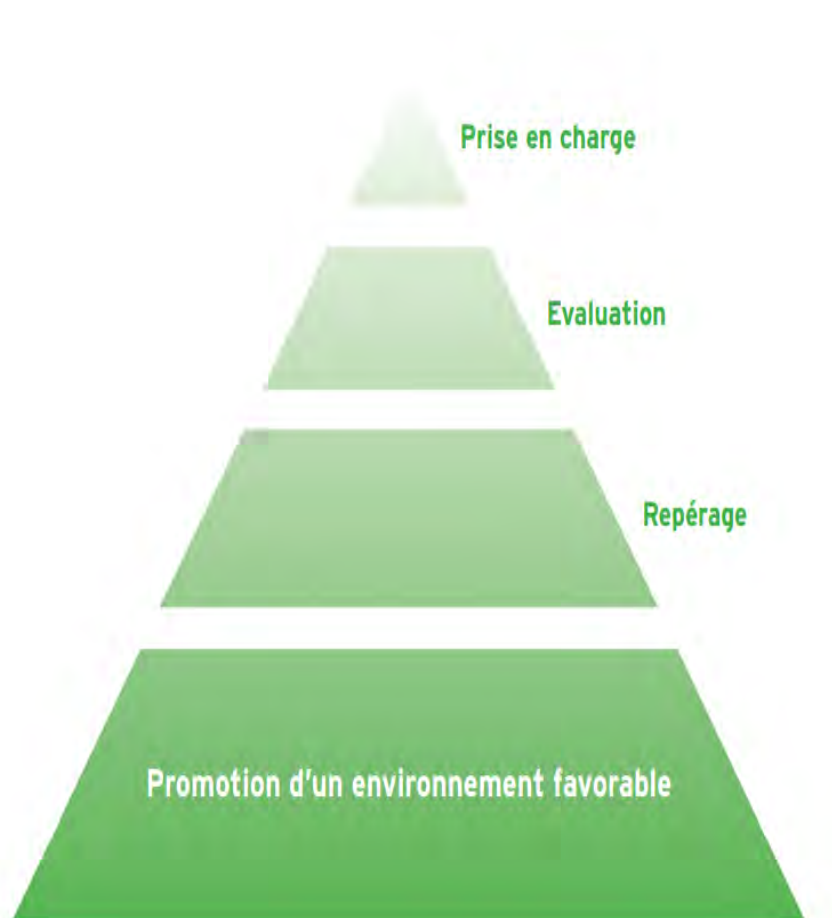 Prise en charge
Evaluation
Repérage
Promotion d'un environnement favorable